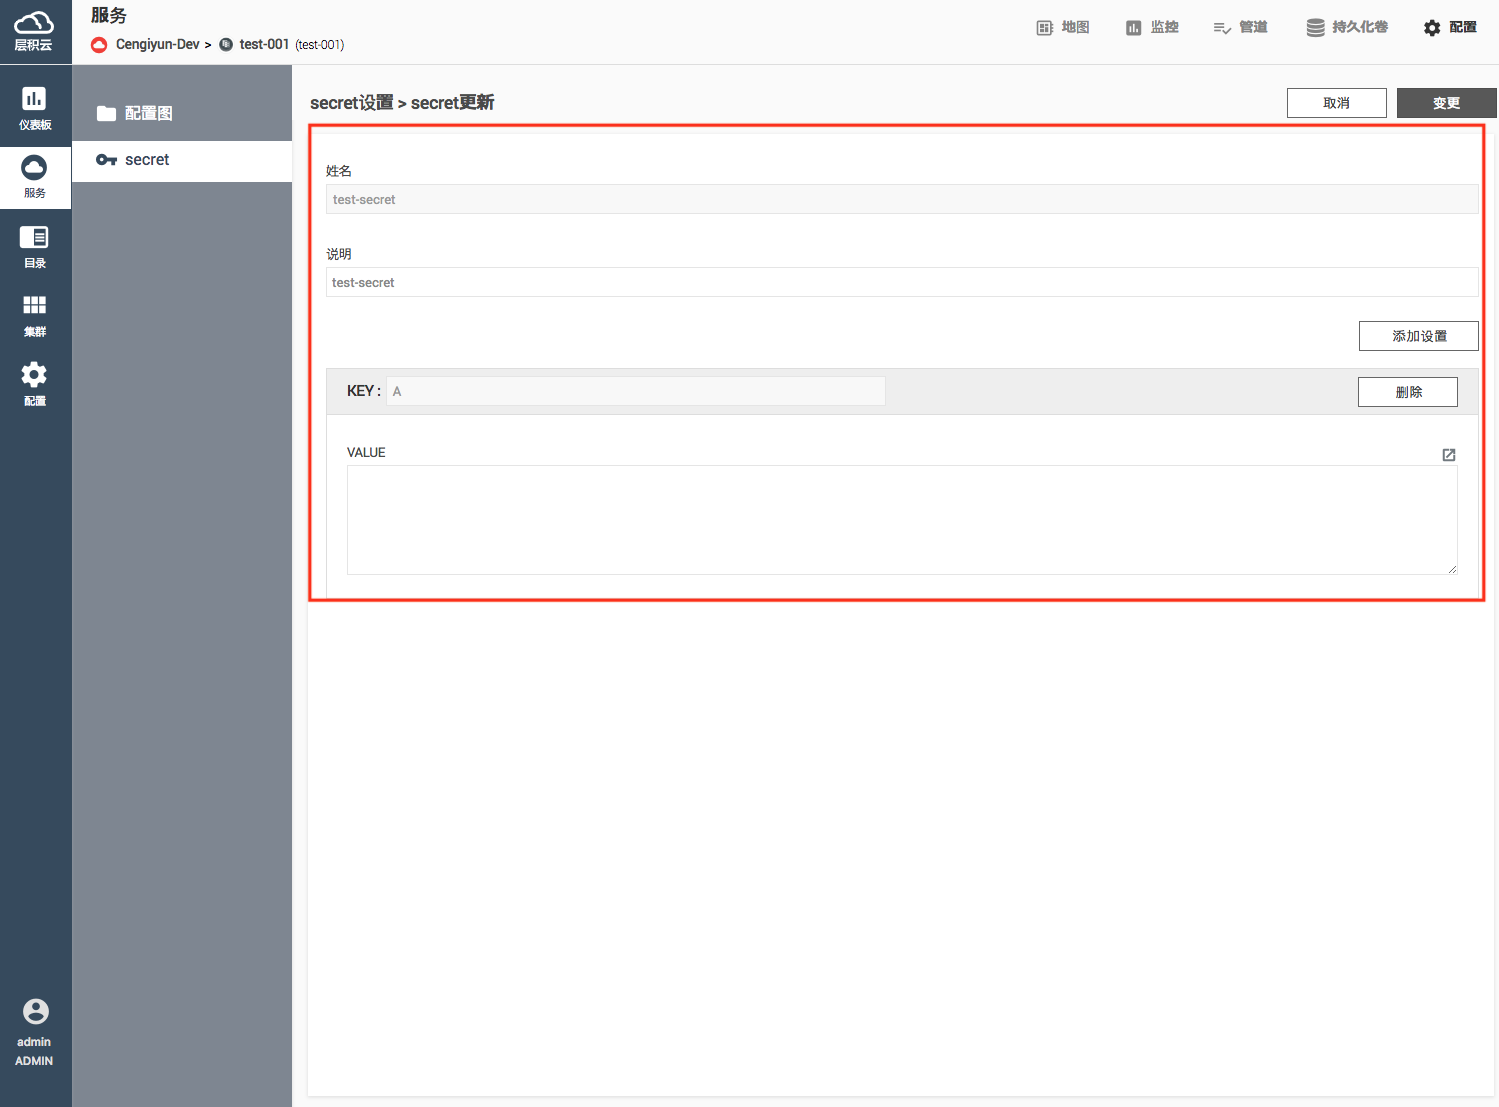 层积云
服务
Cengiyun-Dev > test-001 (test-001)
地图
监控
管道
持久化卷
配置
仪表板
服务
目录
集群
配置
admin
ADMIN
配置图
secret
secret设置 > secret更新
取消
变更
姓名
test-secret
说明
test-secret
添加设置
KEY : A
删除
VALUE